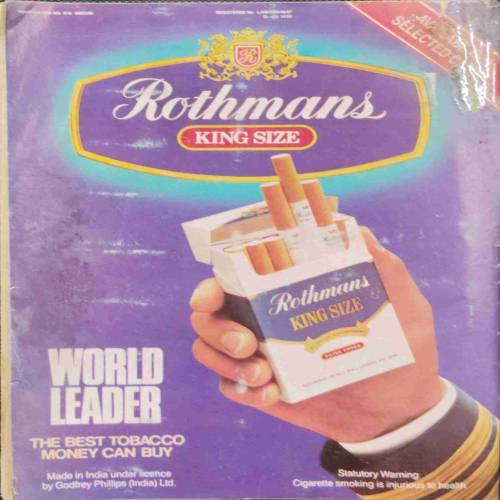 AV
SELECTED C
R
Rothmans
KING SIZE
Rothmans
KING SIZE
WORLD
LEADER
THE BEST TOBACCO
MONEY CAN BUY
Made in India under licence
by Godfrey Phillips (India) Ltd.
Statutory Warning:
Cigarette smoking is injurious to health